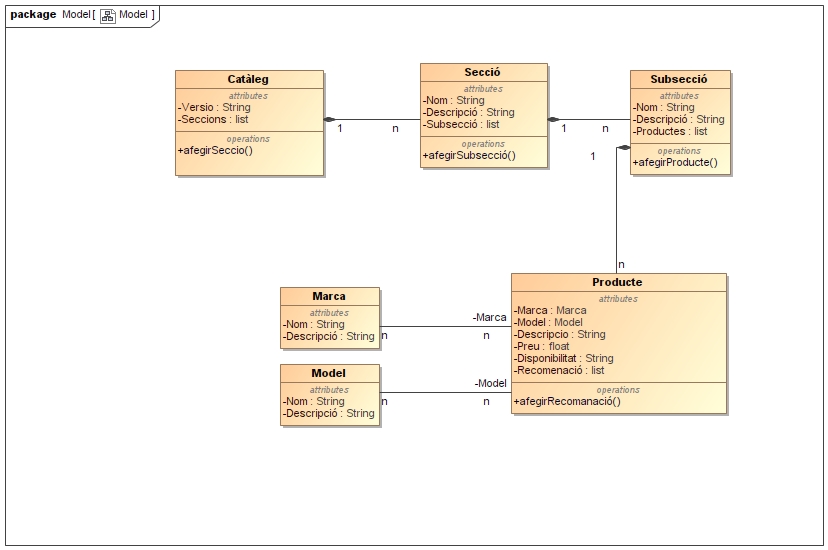 package Model[ Model ]
Catàleg
attributes
-Versio : String
-Seccions : list
operations
+afegirSeccio()
1
n
Secció
attributes
-Nom : String
-Descripció : String
-Subsecció : list
operations
+afegirSubsecció()
1
n
Subsecció
attributes
-Nom : String
-Descripció : String
-Productes : list
operations
+afegirProducte()
1
n
Producte
attributes
-Marca : Marca
-Model : Model
-Descripcio : String
-Preu : float
-Disponibilitat : String
-Recomenació : list
operations
+afegirRecomanació()
Marca
attributes
-Nom : String
-Descripció : String
n
-Marca
n
Model
attributes
-Nom : String
-Descripció : String
n
-Model
n